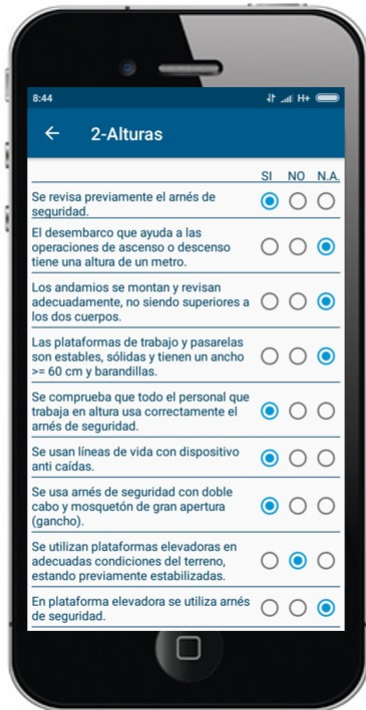 8:44 H+
2-Alturas
SI NO N.A.
Se revisa previamente el arnés de
seguridad.
El desembarco que ayuda a las
operaciones de ascenso o descenso
tiene una altura de un metro.
Los andamios se montan y revisan
adecuadamente, no siendo superiores a
los dos cuerpos.
Las plataformas de trabajo y pasarelas
son estables, sólidas y tienen un ancho
>= 60 cm y barandillas.
Se comprueba que todo el personal que
trabaja en altura usa correctamente el
arnés de seguridad.
Se usan líneas de vida con dispositivo
anti caídas.
Se usa arnés de seguridad con doble
cabo y mosquetón de gran apertura
(gancho).
Se utilizan plataformas elevadoras en
adecuadas condiciones del terreno,
estando previamente estabilizadas.
En plataforma elevadora se utiliza arnés
de seguridad.